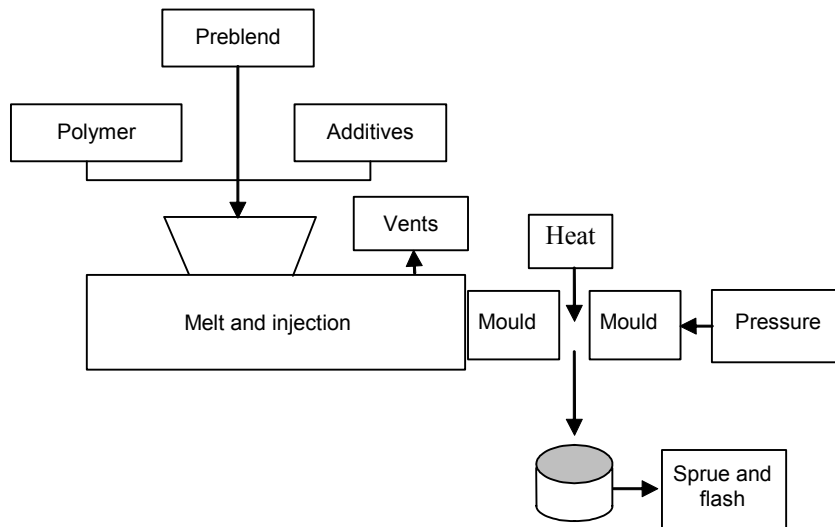 Preblend
Polymer
Additives
Vents
Heat
Melt and injection
Mould
Mould
Pressure
Sprue and
flash